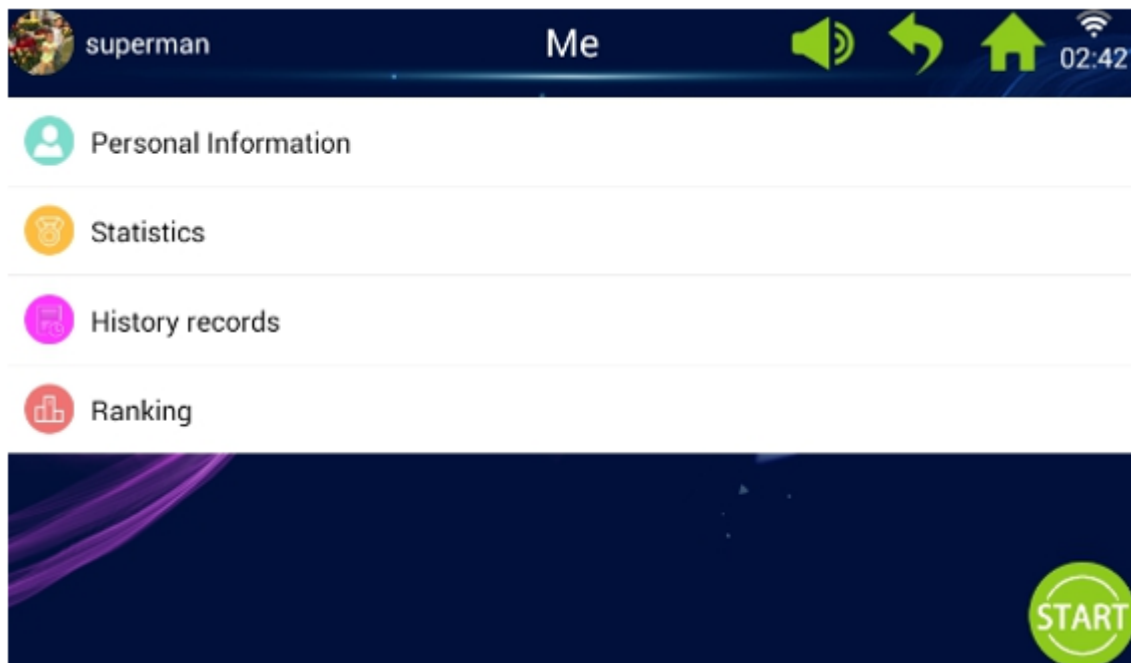 superman
Me
02:42
Personal Information
Statistics
History records
Ranking
START